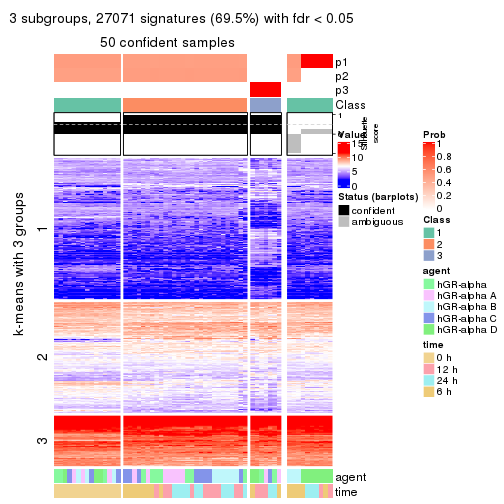 3 subgroups, 27071 signatures (69.5%) with fdr < 0.05
50 confident samples
p1
p2
p3
Class
1
Silhouette
score
k-means with 3 groups
1
2
3
agent
time
Value
15
10
5
0
Status (barplots)
confident
ambiguous
Prob
1
0.8
0.6
0.4
0.2
0
Class
1
2
3
agent
hGR-alpha
hGR-alpha A
hGR-alpha B
hGR-alpha C
hGR-alpha D
time
0 h
12 h
24 h
6 h